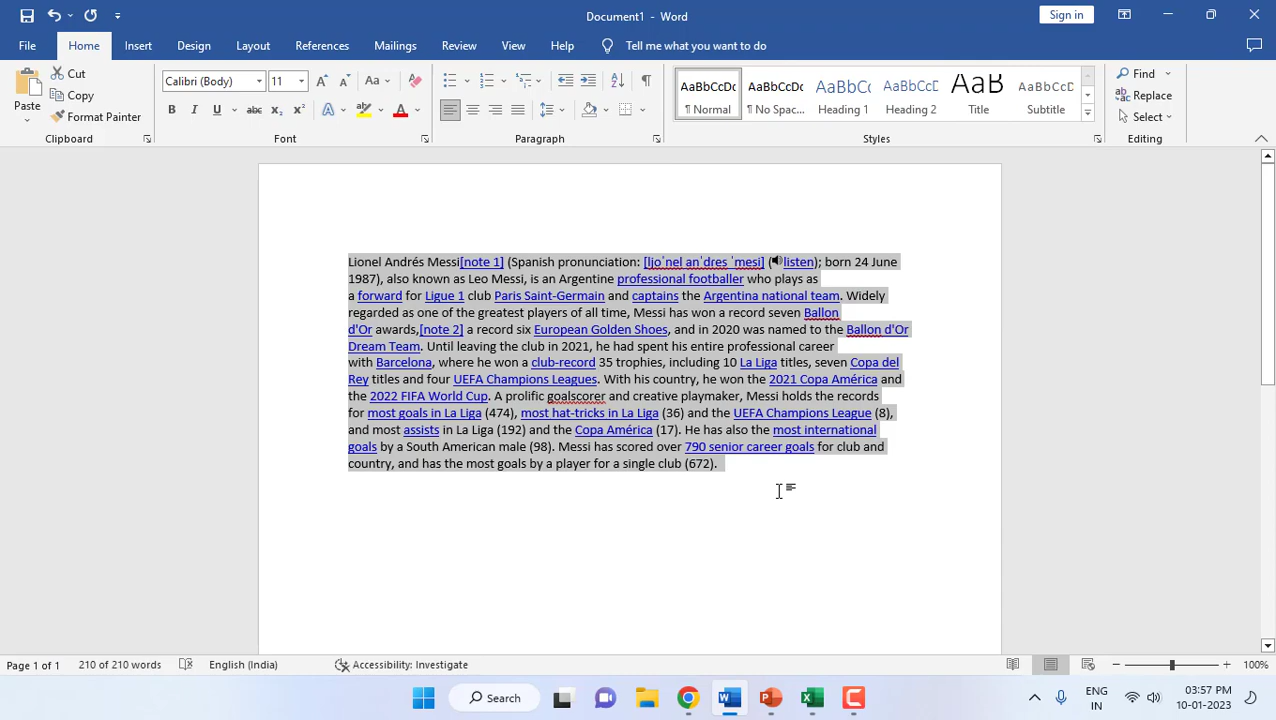 Document1 - Word
Sign in
File Home Insert Design Layout References Mailings Review View Help Tell me what you want to do
Paste
Cut
Copy
Format Painter
Clipboard
Calibri (Body) 11
Font
Paragraph
AaBbCcDc AaBbCcDc AaBbCc AaBbCcD AaB AaBbCcD
¶ Normal ¶ No Spac... Heading 1 Heading 2 Title Subtitle
Styles
Find
Replace
Select
Editing
Lionel Andrés Messi[note 1] (Spanish pronunciation: [ljoˈnel anˈdres ˈmesi] (listen); born 24 June
1987), also known as Leo Messi, is an Argentine professional footballer who plays as
a forward for Ligue 1 club Paris Saint-Germain and captains the Argentina national team. Widely
regarded as one of the greatest players of all time, Messi has won a record seven Ballon
d'Or awards,[note 2] a record six European Golden Shoes, and in 2020 was named to the Ballon d'Or
Dream Team. Until leaving the club in 2021, he had spent his entire professional career
with Barcelona, where he won a club-record 35 trophies, including 10 La Liga titles, seven Copa del
Rey titles and four UEFA Champions Leagues. With his country, he won the 2021 Copa América and
the 2022 FIFA World Cup. A prolific goalscorer and creative playmaker, Messi holds the records
for most goals in La Liga (474), most hat-tricks in La Liga (36) and the UEFA Champions League (8),
and most assists in La Liga (192) and the Copa América (17). He has also the most international
goals by a South American male (98). Messi has scored over 790 senior career goals for club and
country, and has the most goals by a player for a single club (672).
Page 1 of 1 210 of 210 words English (India) Accessibility: Investigate 100%
Search
ENG
IN
03:57 PM
10-01-2023